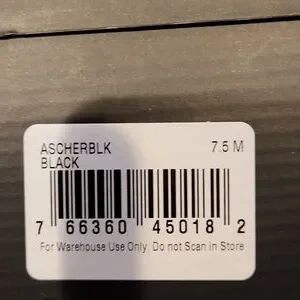 ASCHERBLK 7.5 M
BLACK
7 66360 45018 2
For Warehouse Use Only. Do not Scan in Store